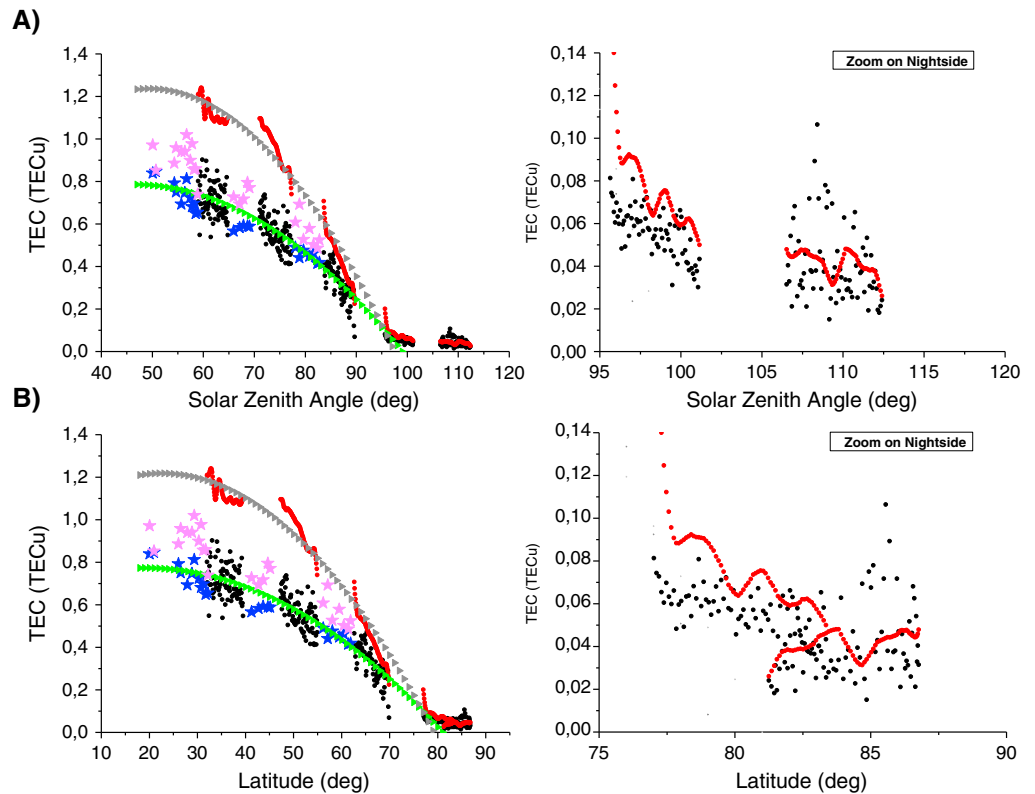 A)
TEC (TECu)
1,4
1,2
1,0
0,8
0,6
0,4
0,2
0,0
40 50 60 70 80 90 100 110 120
Solar Zenith Angle (deg)
TEC (TECu)
0,14
0,12
0,10
0,08
0,06
0,04
0,02
0,00
Zoom on Nightside
95 100 105 110 115 120
Solar Zenith Angle (deg)
B)
TEC (TECu)
1,4
1,2
1,0
0,8
0,6
0,4
0,2
0,0
10 20 30 40 50 60 70 80 90
Latitude (deg)
TEC (TECu)
0,14
0,12
0,10
0,08
0,06
0,04
0,02
0,00
Zoom on Nightside
75 80 85 90
Latitude (deg)